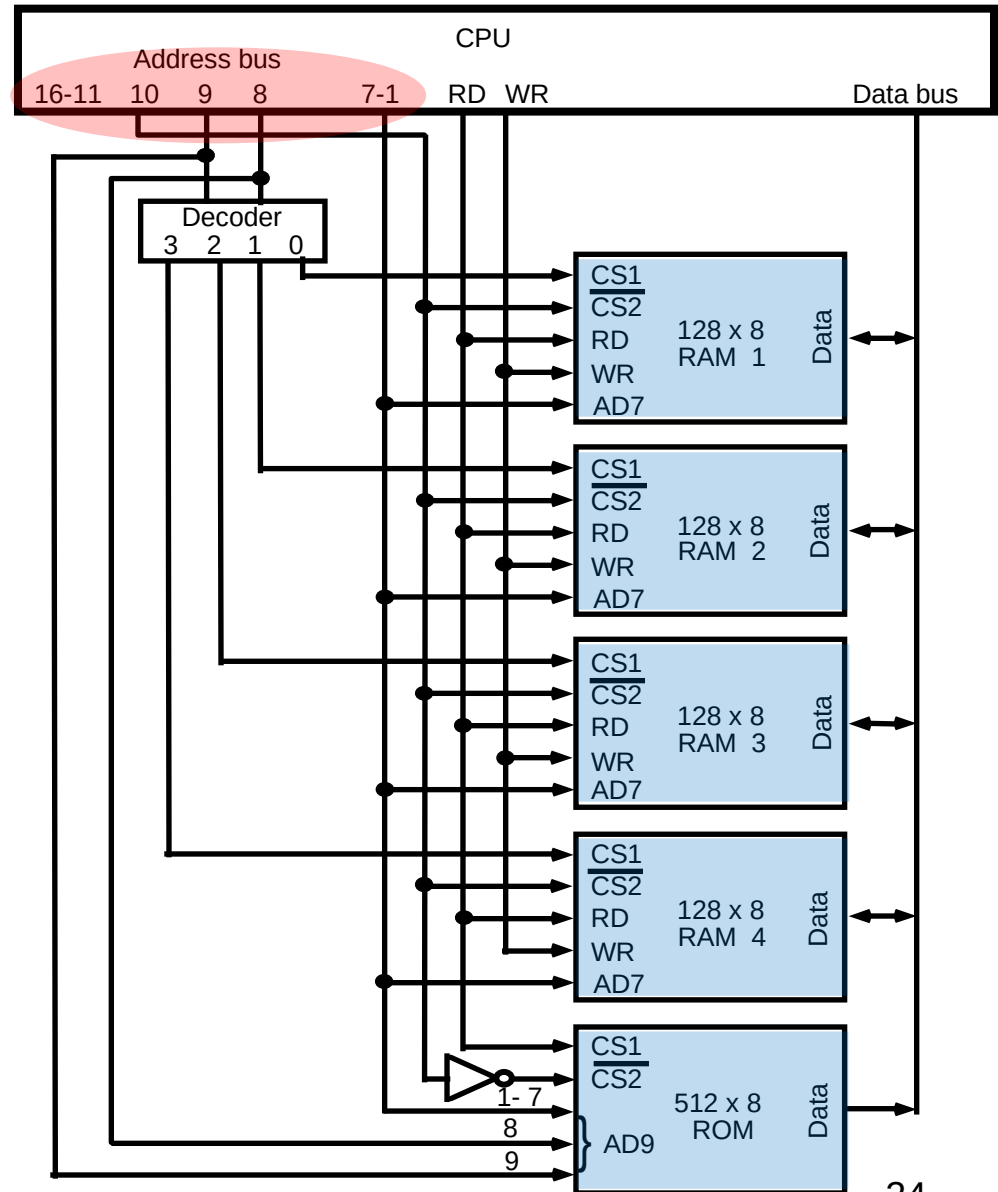 CPU
Address bus
16-11 10 9 8 7-1 RD WR Data bus
Decoder
3 2 1 0
CS1
CS2
RD
WR
AD7
128 x 8
RAM 1
Data
CS1
CS2
RD
WR
AD7
128 x 8
RAM 2
Data
CS1
CS2
RD
WR
AD7
128 x 8
RAM 3
Data
CS1
CS2
RD
WR
AD7
128 x 8
RAM 4
Data
CS1
CS2
1- 7
8
9
} AD9
512 x 8
ROM
Data